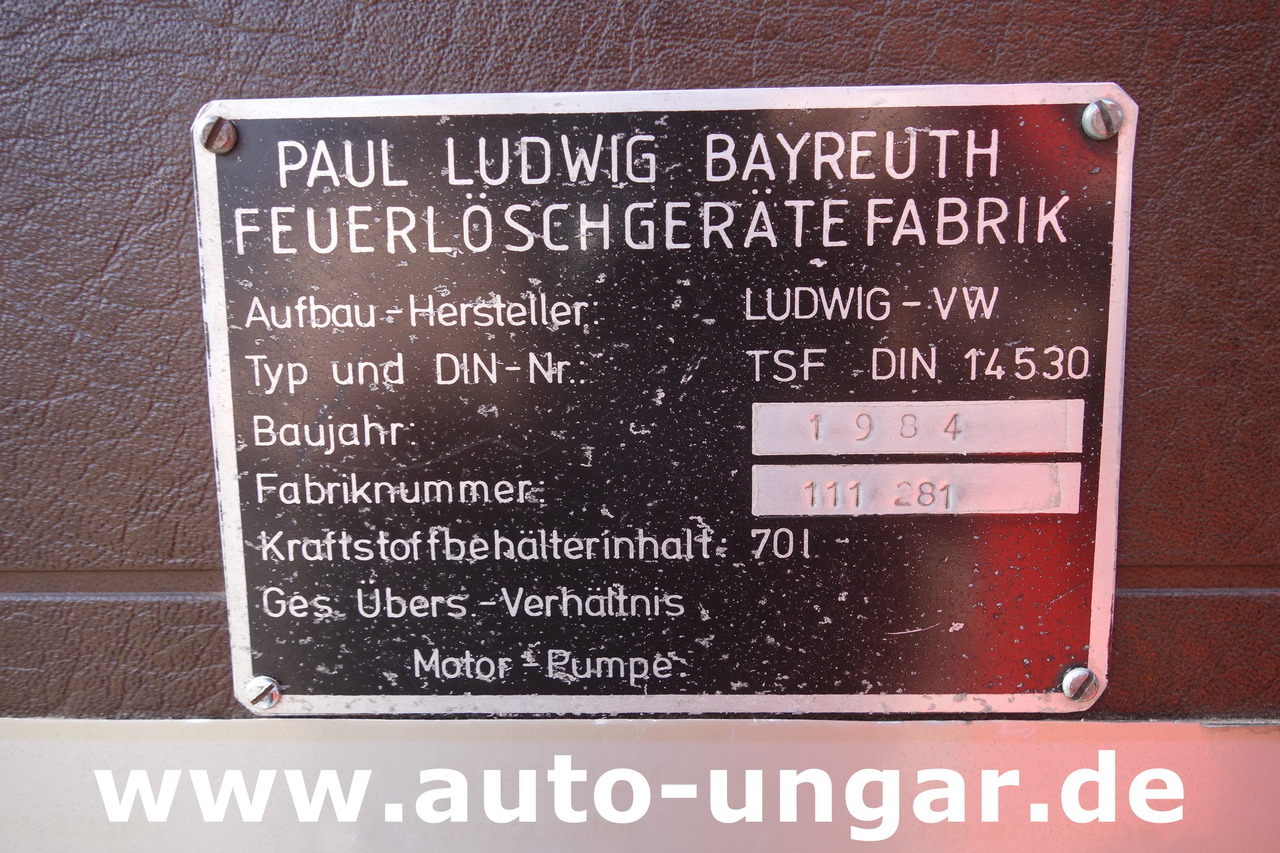 PAUL LUDWIG BAYREUTH
FEUERLÖSCHGERÄTEFABRIK
Aufbau-Hersteller: LUDWIG-VW
Typ und DIN-Nr.: TSF DIN 14530
Baujahr: 1984
Fabriknummer: 111 281
Kraftstoffbehälterinhalt: 70l
Ges. Übers-Verhältnis
Motor-Pumpe:
www.auto-ungar.de